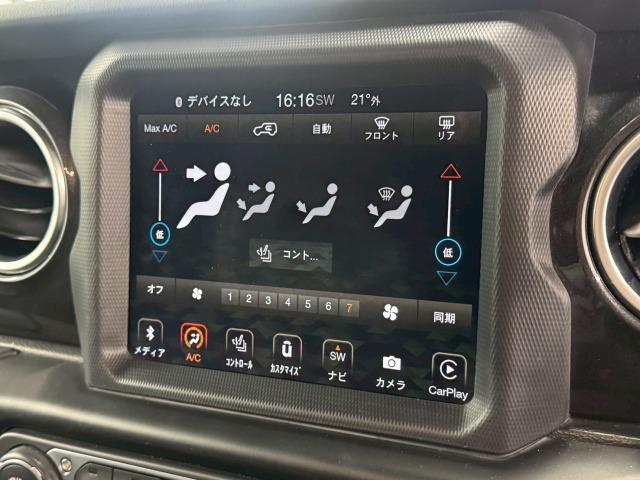 デバイスなし 16:16 SW 21°外
Max A/C A/C 自動 フロント リア
低 低
コント...
オフ 1 2 3 4 5 6 7 同期
メディア A/C ｺﾝﾄﾛｰﾙ ｶｽﾀﾏｲｽﾞ SW ナビ カメラ CarPlay